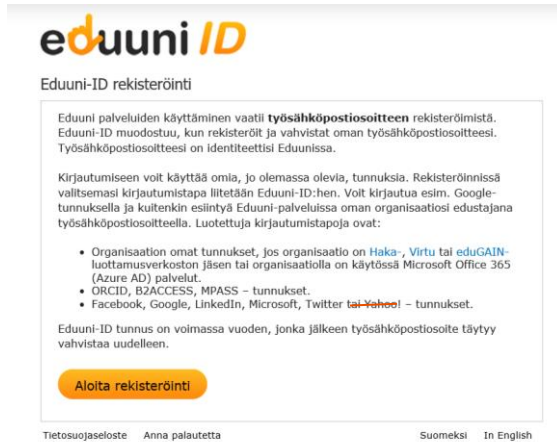 eduuni ID
Eduuni-ID rekisteröinti
Eduuni palveluiden käyttäminen vaatii työsähköpostiosoitteen rekisteröimistä.
Eduuni-ID muodostuu, kun rekisteröit ja vahvistat oman työsähköpostiosoitteesi.
Työsähköpostiosoitteesi on identiteettisi Eduunissa.
Kirjautumiseen voit käyttää omia, jo olemassa olevia, tunnuksia. Rekisteröinnissä
valitsemasi kirjautumistapa liitetään Eduuni-ID:hen. Voit kirjautua esim. Google-
tunnuksella ja kuitenkin esiintyä Eduuni-palveluissa oman organisaatiosi edustajana
työsähköpostiosoitteella. Luotettuja kirjautumistapoja ovat:
• Organisaation omat tunnukset, jos organisaatio on Haka-, Virtu tai eduGAIN-
luottamusverkoston jäsen tai organisaatiolla on käytössä Microsoft Office 365
(Azure AD) palvelut.
• ORCID, B2ACCESS, MPASS – tunnukset.
• Facebook, Google, LinkedIn, Microsoft, Twitter tai Yahoo! – tunnukset.
Eduuni-ID tunnus on voimassa vuoden, jonka jälkeen työsähköpostiosoite täytyy
vahvistaa uudelleen.
Aloita rekisteröinti
Tietosuojaseloste Anna palautetta Suomeksi In English